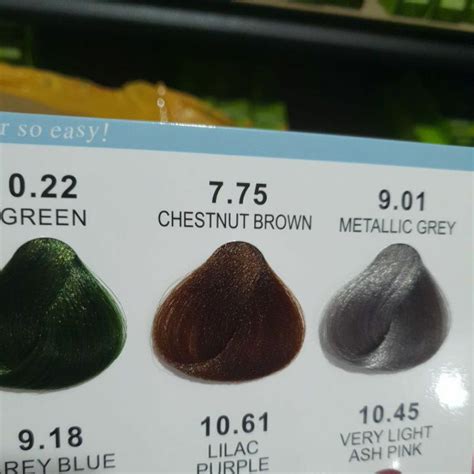 r so easy!
0.22
GREEN
7.75
CHESTNUT BROWN
9.01
METALLIC GREY
9.18
REY BLUE
10.61
LILAC
PURPLE
10.45
VERY LIGHT
ASH PINK